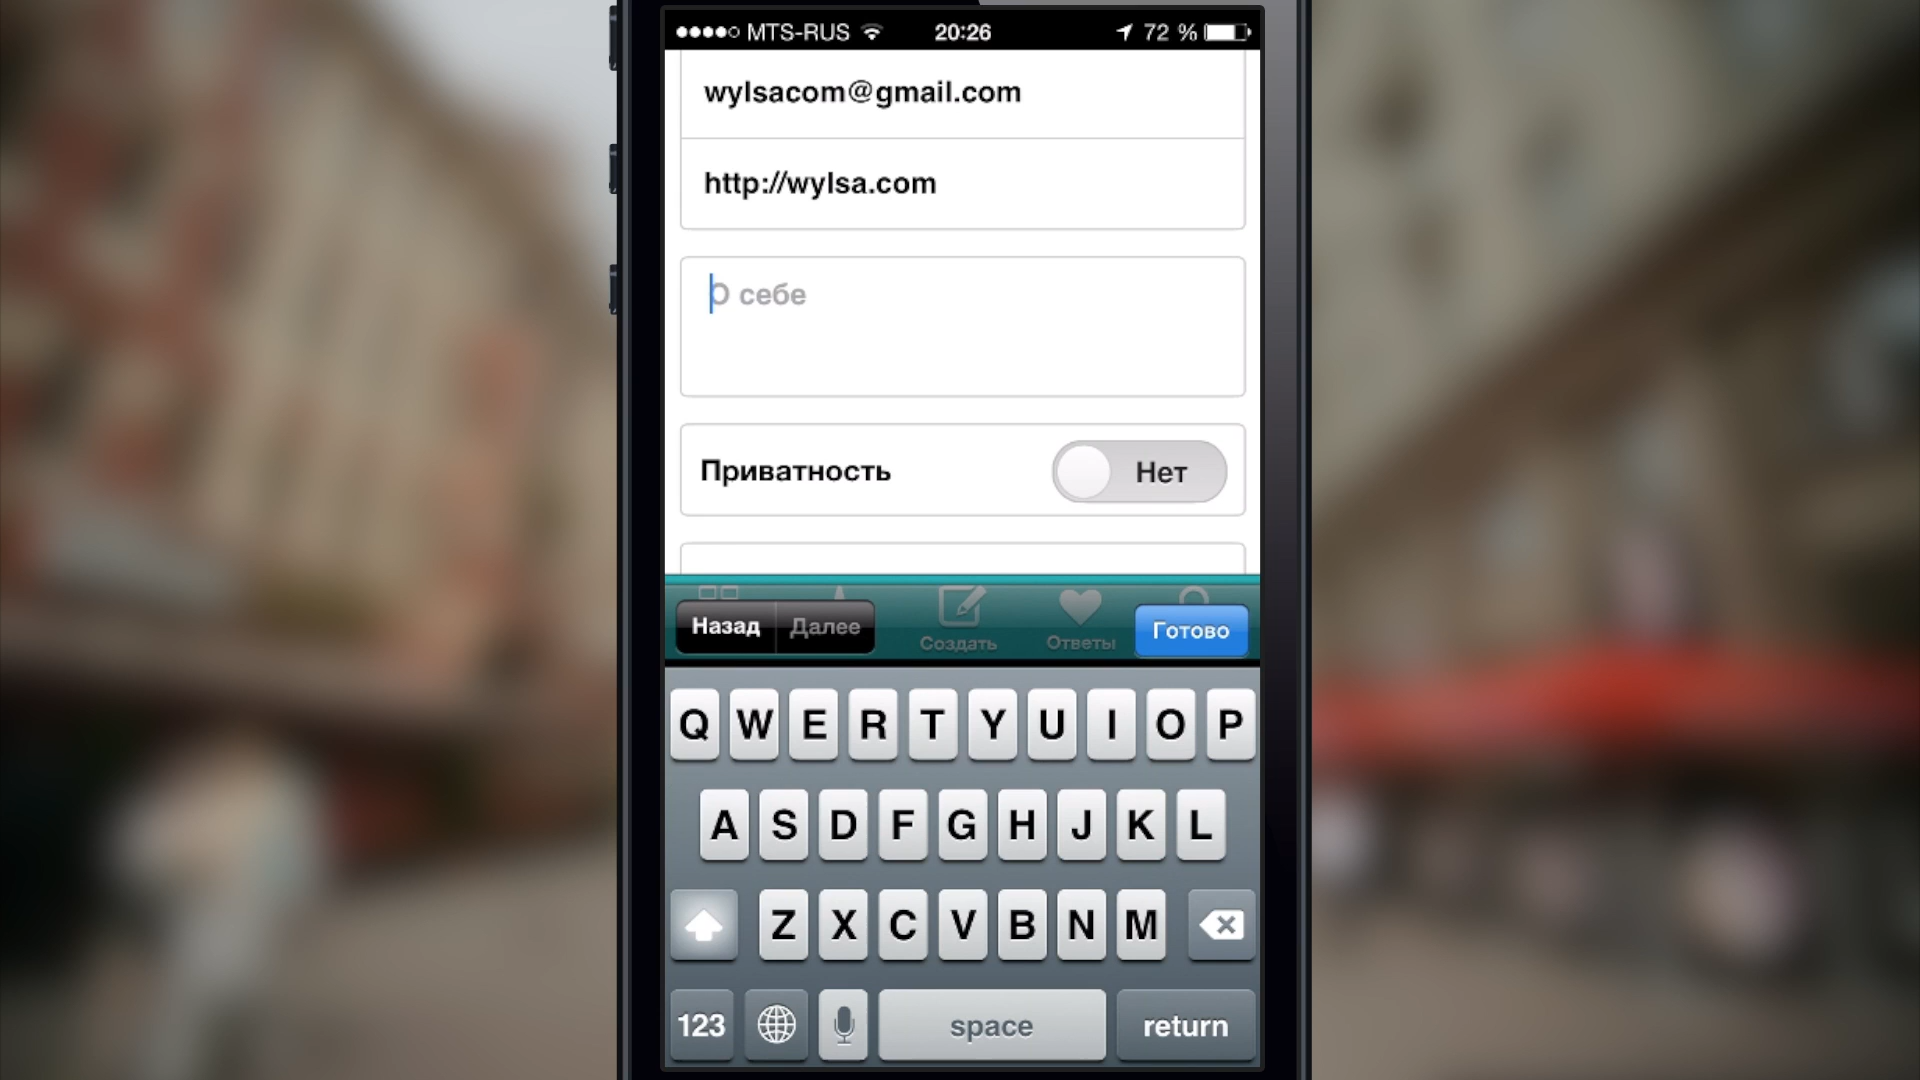 MTS-RUS 20:26 72 %
wylsacom@gmail.com
http://wylsa.com
О себе
Приватность Нет
Назад Далее Создать Ответы Готово
Q W E R T Y U I O P
A S D F G H J K L
Z X C V B N M
123 space return